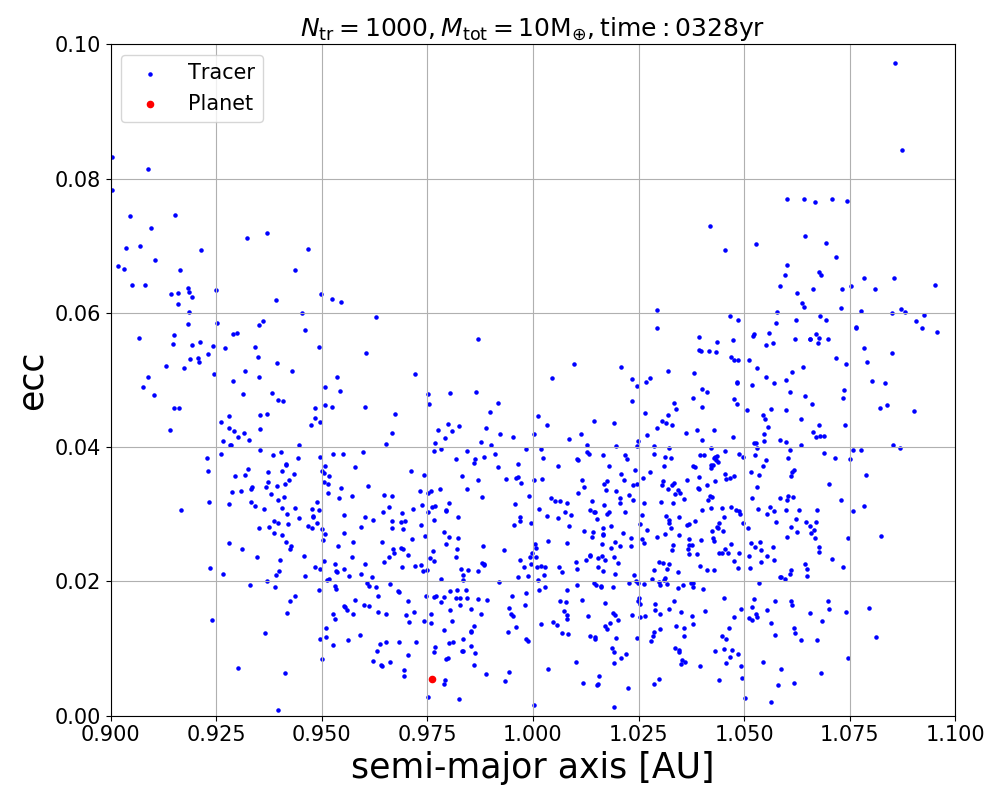 N_tr = 1000, M_tot = 10M_⊕, time : 0328yr
Tracer
Planet
0.10
0.08
0.06
0.04
0.02
0.00
ecc
0.900 0.925 0.950 0.975 1.000 1.025 1.050 1.075 1.100
semi-major axis [AU]